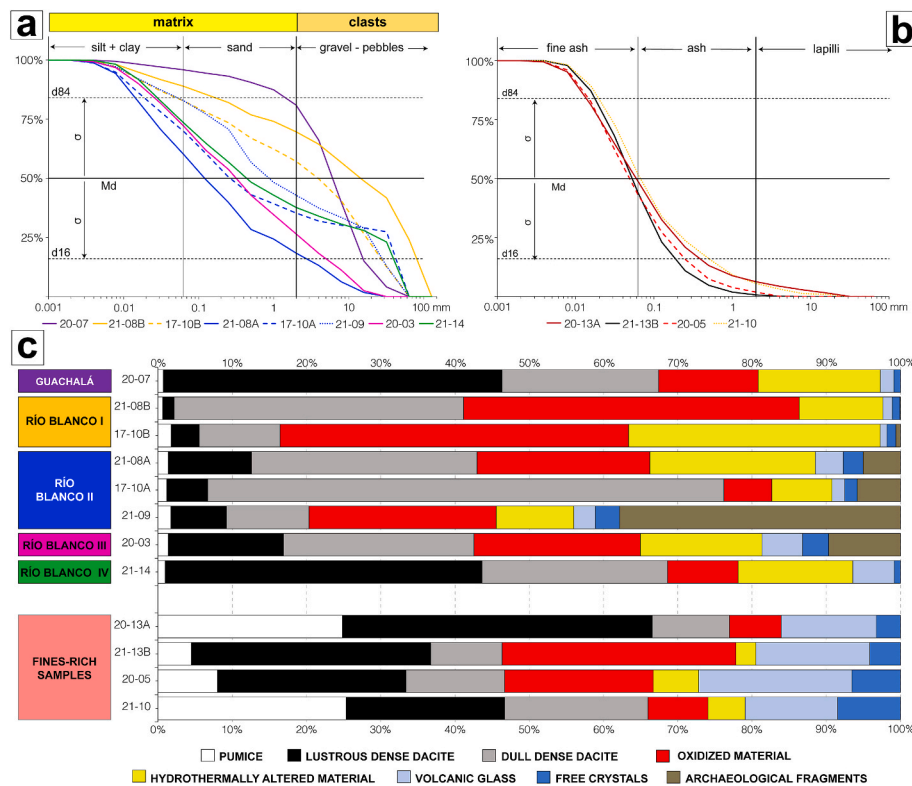 a
matrix clasts
silt + clay sand gravel - pebbles
100%
d84
75%
σ
50%
Md
σ
25%
d16
0.001 0.01 0.1 1 10 100 mm
20-07 21-08B 17-10B 21-08A 17-10A 21-09 20-03 21-14
b
fine ash ash lapilli
100%
d84
75%
σ
50%
Md
σ
25%
d16
0.001 0.01 0.1 1 10 100 mm
20-13A 21-13B 20-05 21-10
c
0% 10% 20% 30% 40% 50% 60% 70% 80% 90% 100%
GUACHALÁ 20-07
RÍO BLANCO I
21-08B
17-10B
RÍO
BLANCO II
21-08A
17-10A
21-09
RÍO BLANCO III 20-03
RÍO BLANCO IV 21-14
FINES-RICH
SAMPLES
20-13A
21-13B
20-05
21-10
0% 10% 20% 30% 40% 50% 60% 70% 80% 90% 100%
PUMICE LUSTROUS DENSE DACITE DULL DENSE DACITE OXIDIZED MATERIAL
HYDROTHERMALLY ALTERED MATERIAL VOLCANIC GLASS FREE CRYSTALS ARCHAEOLOGICAL FRAGMENTS